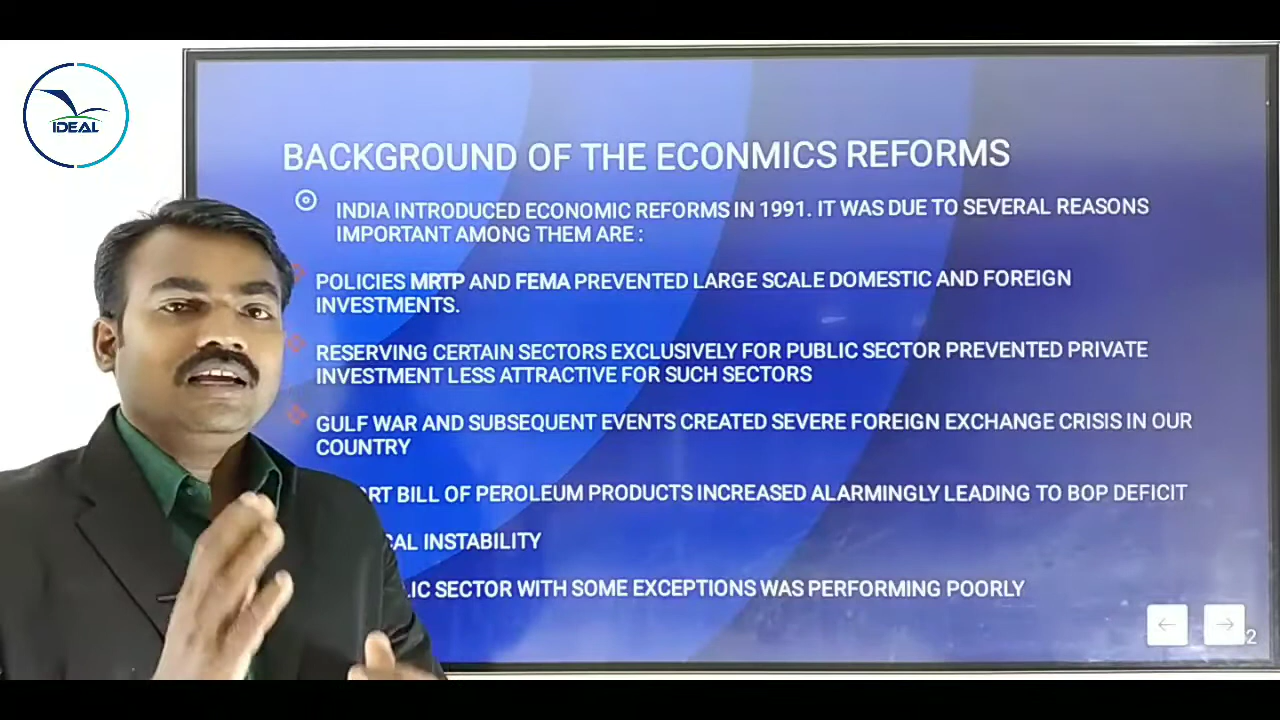 IDEAL
BACKGROUND OF THE ECONMICS REFORMS
INDIA INTRODUCED ECONOMIC REFORMS IN 1991. IT WAS DUE TO SEVERAL REASONS
IMPORTANT AMONG THEM ARE :
POLICIES MRTP AND FEMA PREVENTED LARGE SCALE DOMESTIC AND FOREIGN
INVESTMENTS.
RESERVING CERTAIN SECTORS EXCLUSIVELY FOR PUBLIC SECTOR PREVENTED PRIVATE
INVESTMENT LESS ATTRACTIVE FOR SUCH SECTORS
GULF WAR AND SUBSEQUENT EVENTS CREATED SEVERE FOREIGN EXCHANGE CRISIS IN OUR
COUNTRY
BILL OF PEROLEUM PRODUCTS INCREASED ALARMINGLY LEADING TO BOP DEFICIT
INSTABILITY
SECTOR WITH SOME EXCEPTIONS WAS PERFORMING POORLY
2